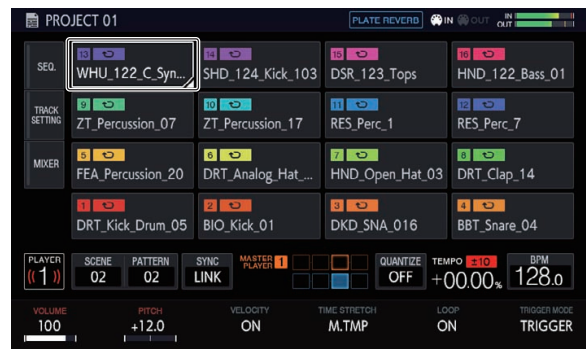 PROJECT 01 PLATE REVERB IN OUT IN OUT
13 14 15 16
SEQ. WHU_122_C_Syn... SHD_124_Kick_103 DSR_123_Tops HND_122_Bass_01
9 10 11 12
TRACK SETTING ZT_Percussion_07 ZT_Percussion_17 RES_Perc_1 RES_Perc_7
5 6 7 8
MIXER FEA_Percussion_20 DRT_Analog_Hat_... HND_Open_Hat_03 DRT_Clap_14
1 2 3 4
DRT_Kick_Drum_05 BIO_Kick_01 DKD_SNA_016 BBT_Snare_04
PLAYER SCENE PATTERN SYNC MASTER PLAYER 1 QUANTIZE TEMPO ±10 BPM
((1)) 02 02 LINK OFF +00.00% 128.0
VOLUME PITCH VELOCITY TIME STRETCH LOOP TRIGGER MODE
100 +12.0 ON M.TMP ON TRIGGER